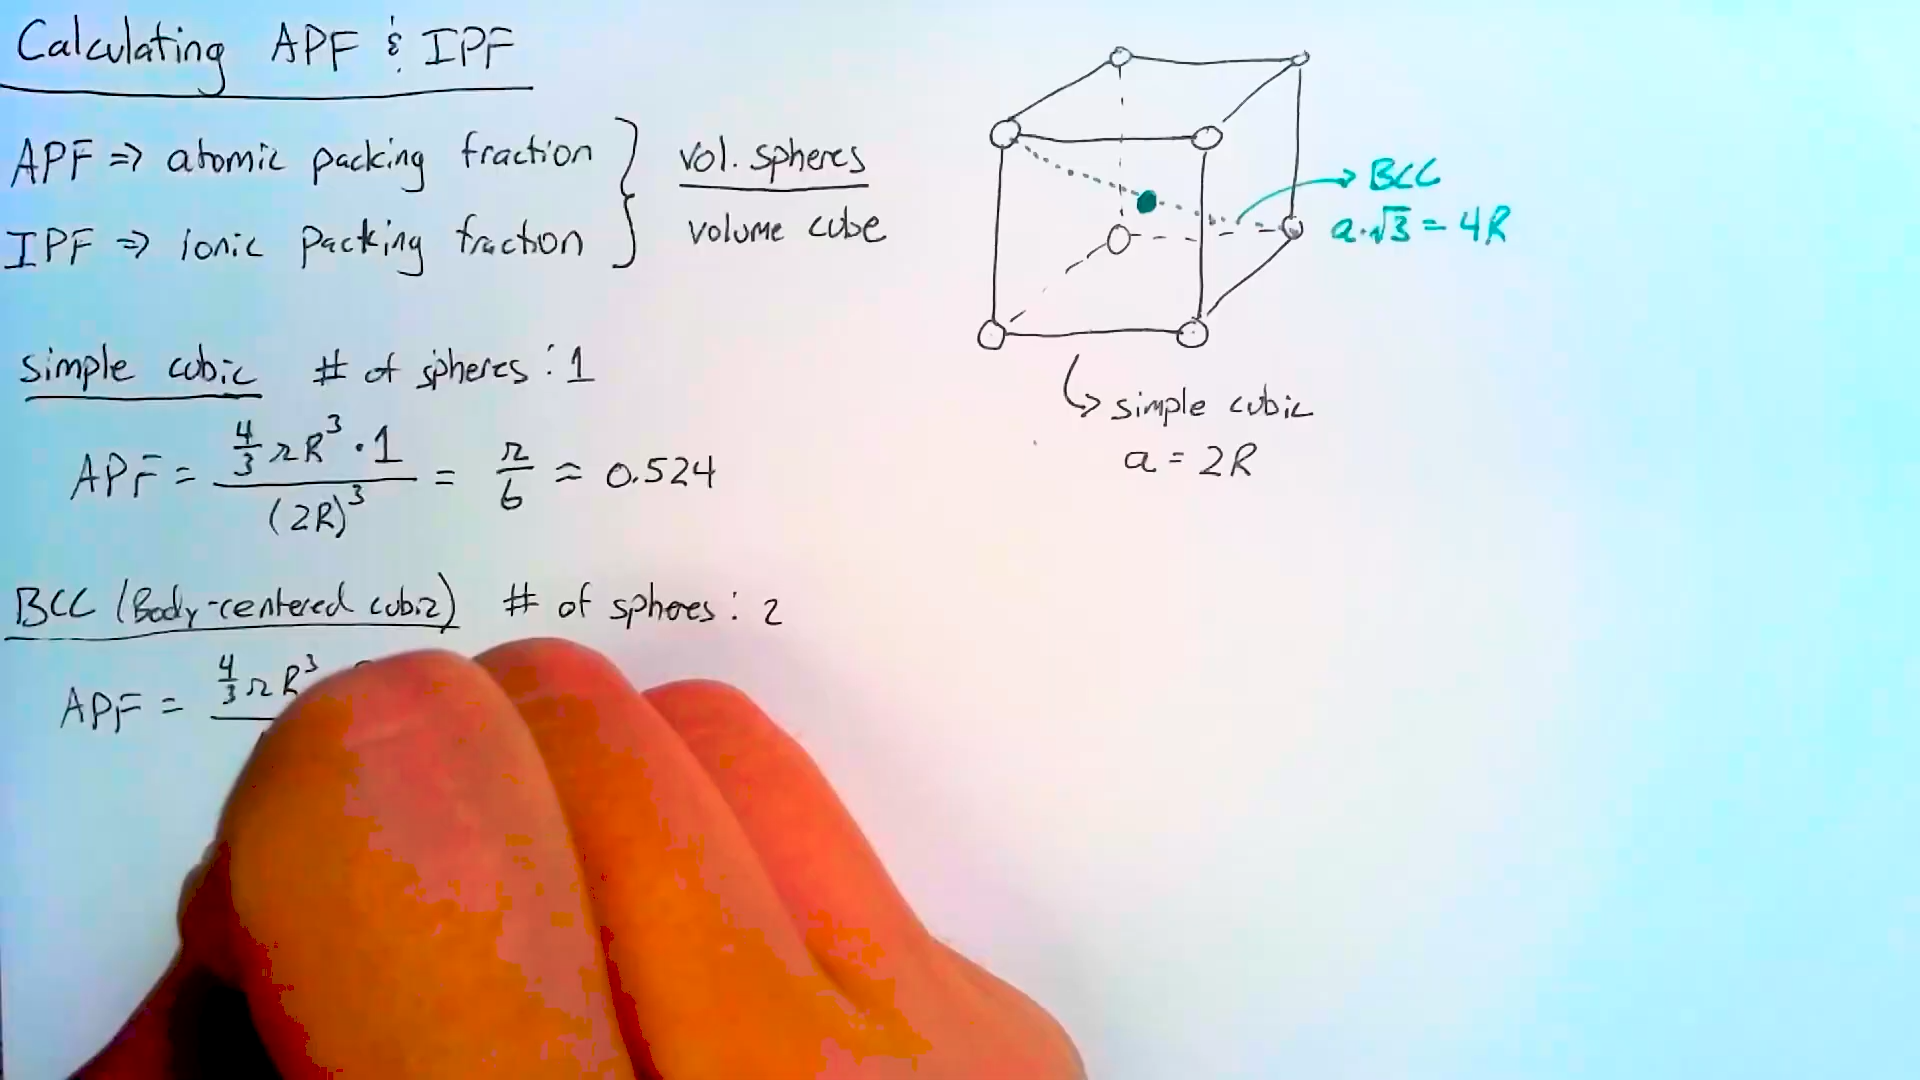 Calculating APF & IPF
APF => atomic packing fraction
IPF => Ionic packing fraction
vol. spheres
volume cube
simple cubic # of spheres : 1
APF = 4/3 πR³ · 1 / (2R)³ = π/6 ≈ 0.524
BCC (Body-centered cubic) # of spheres : 2
APF = 4/3 πR³
BCC
a·√3 = 4R
simple cubic
a = 2R